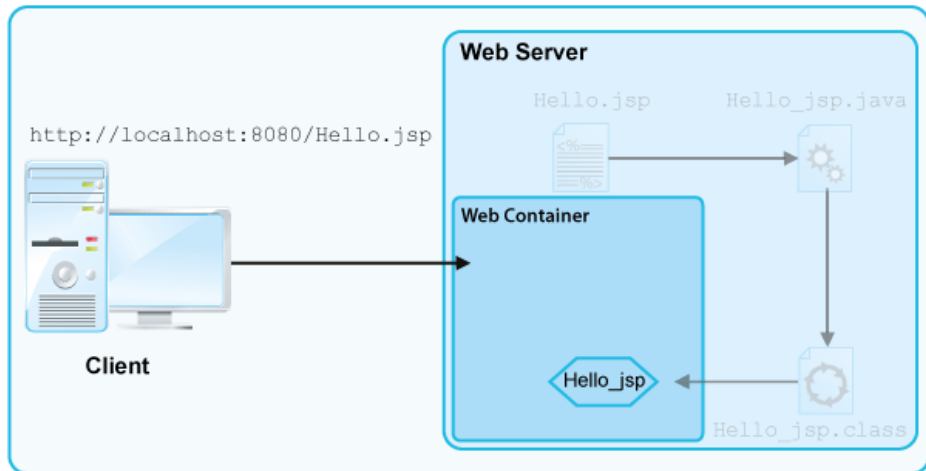 Web Server
Hello.jsp
Hello_jsp.java
http://localhost:8080/Hello.jsp
<%=
=%>
Web Container
Client
Hello_jsp
Hello_jsp.class